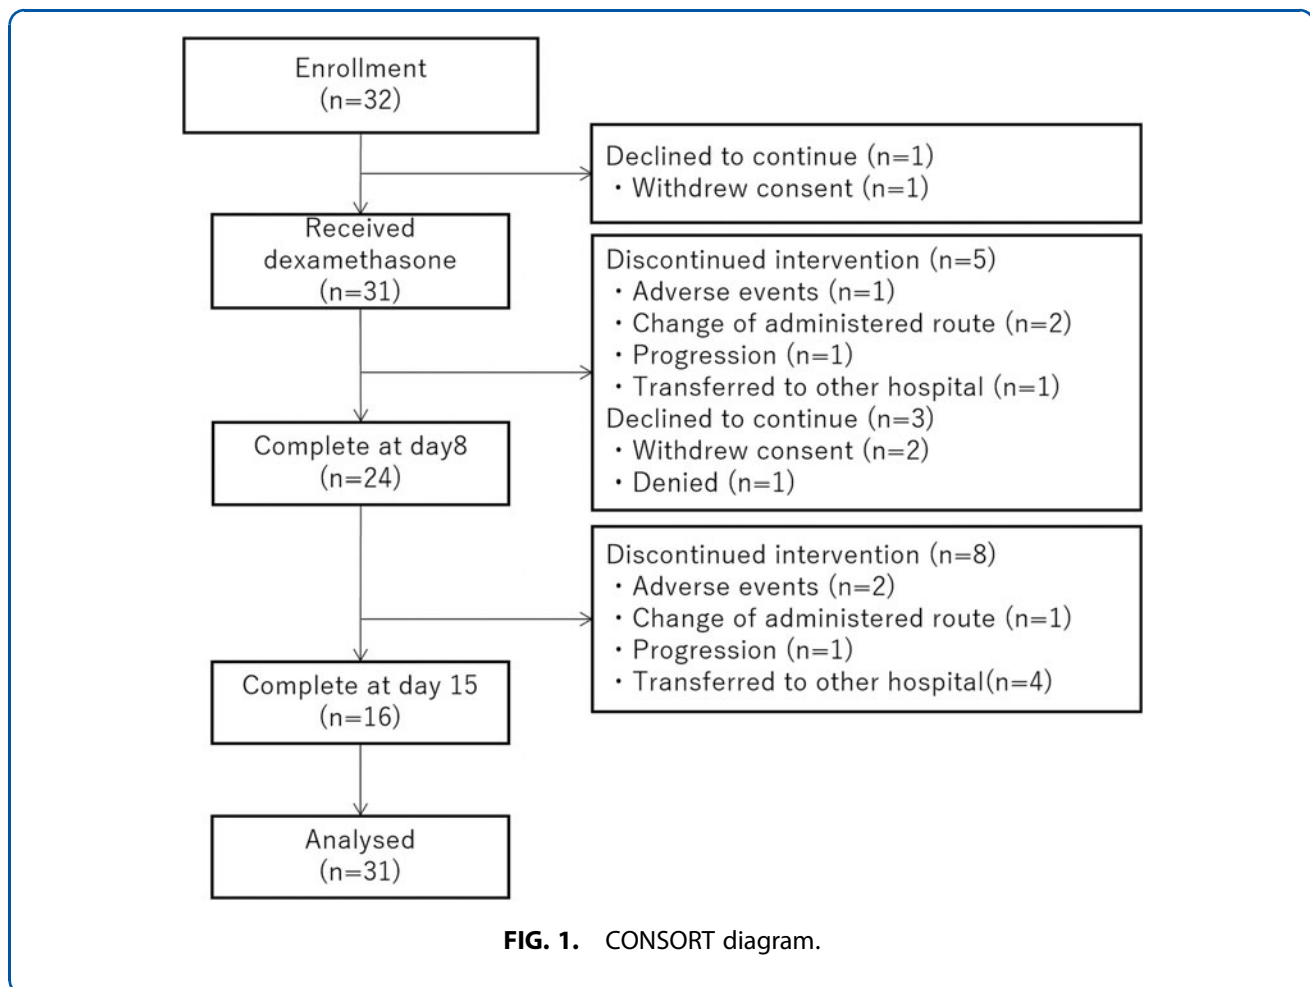 Enrollment
(n=32)
Declined to continue (n=1)
・Withdrew consent (n=1)
Received
dexamethasone
(n=31)
Discontinued intervention (n=5)
・Adverse events (n=1)
・Change of administered route (n=2)
・Progression (n=1)
・Transferred to other hospital (n=1)
Declined to continue (n=3)
・Withdrew consent (n=2)
・Denied (n=1)
Complete at day8
(n=24)
Discontinued intervention (n=8)
・Adverse events (n=2)
・Change of administered route (n=1)
・Progression (n=1)
・Transferred to other hospital(n=4)
Complete at day 15
(n=16)
Analysed
(n=31)
FIG. 1. CONSORT diagram.